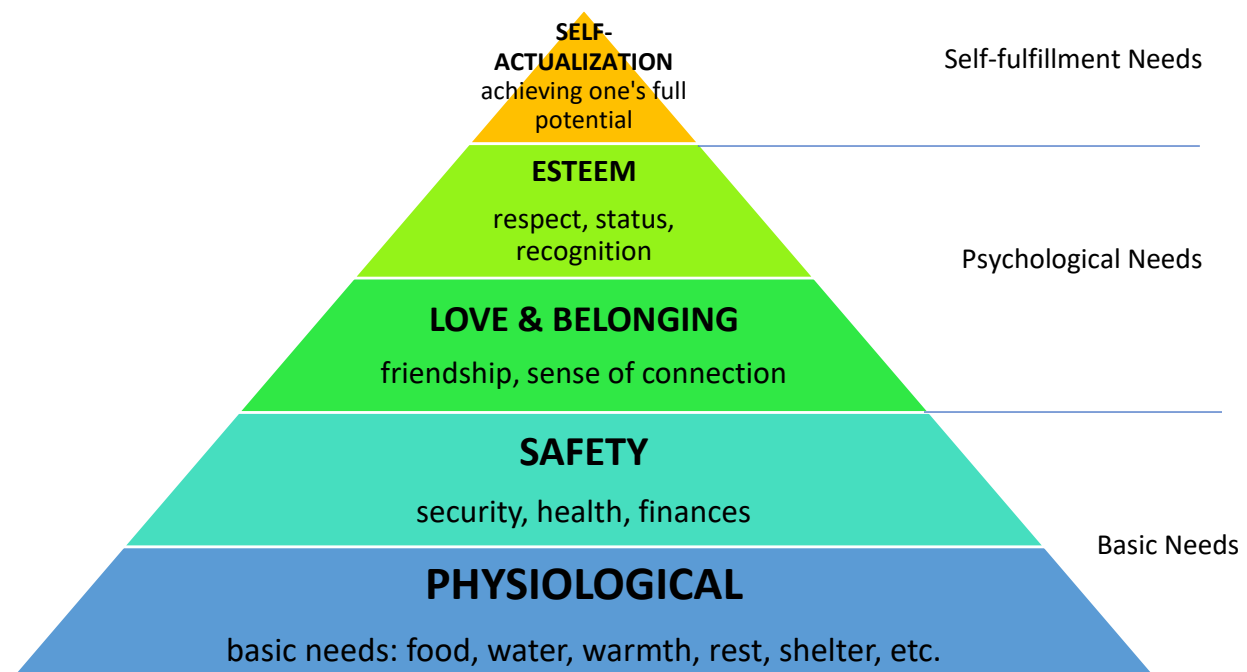 SELF-
ACTUALIZATION
achieving one's full
potential
Self-fulfillment Needs
ESTEEM
respect, status,
recognition
Psychological Needs
LOVE & BELONGING
friendship, sense of connection
SAFETY
security, health, finances
Basic Needs
PHYSIOLOGICAL
basic needs: food, water, warmth, rest, shelter, etc.